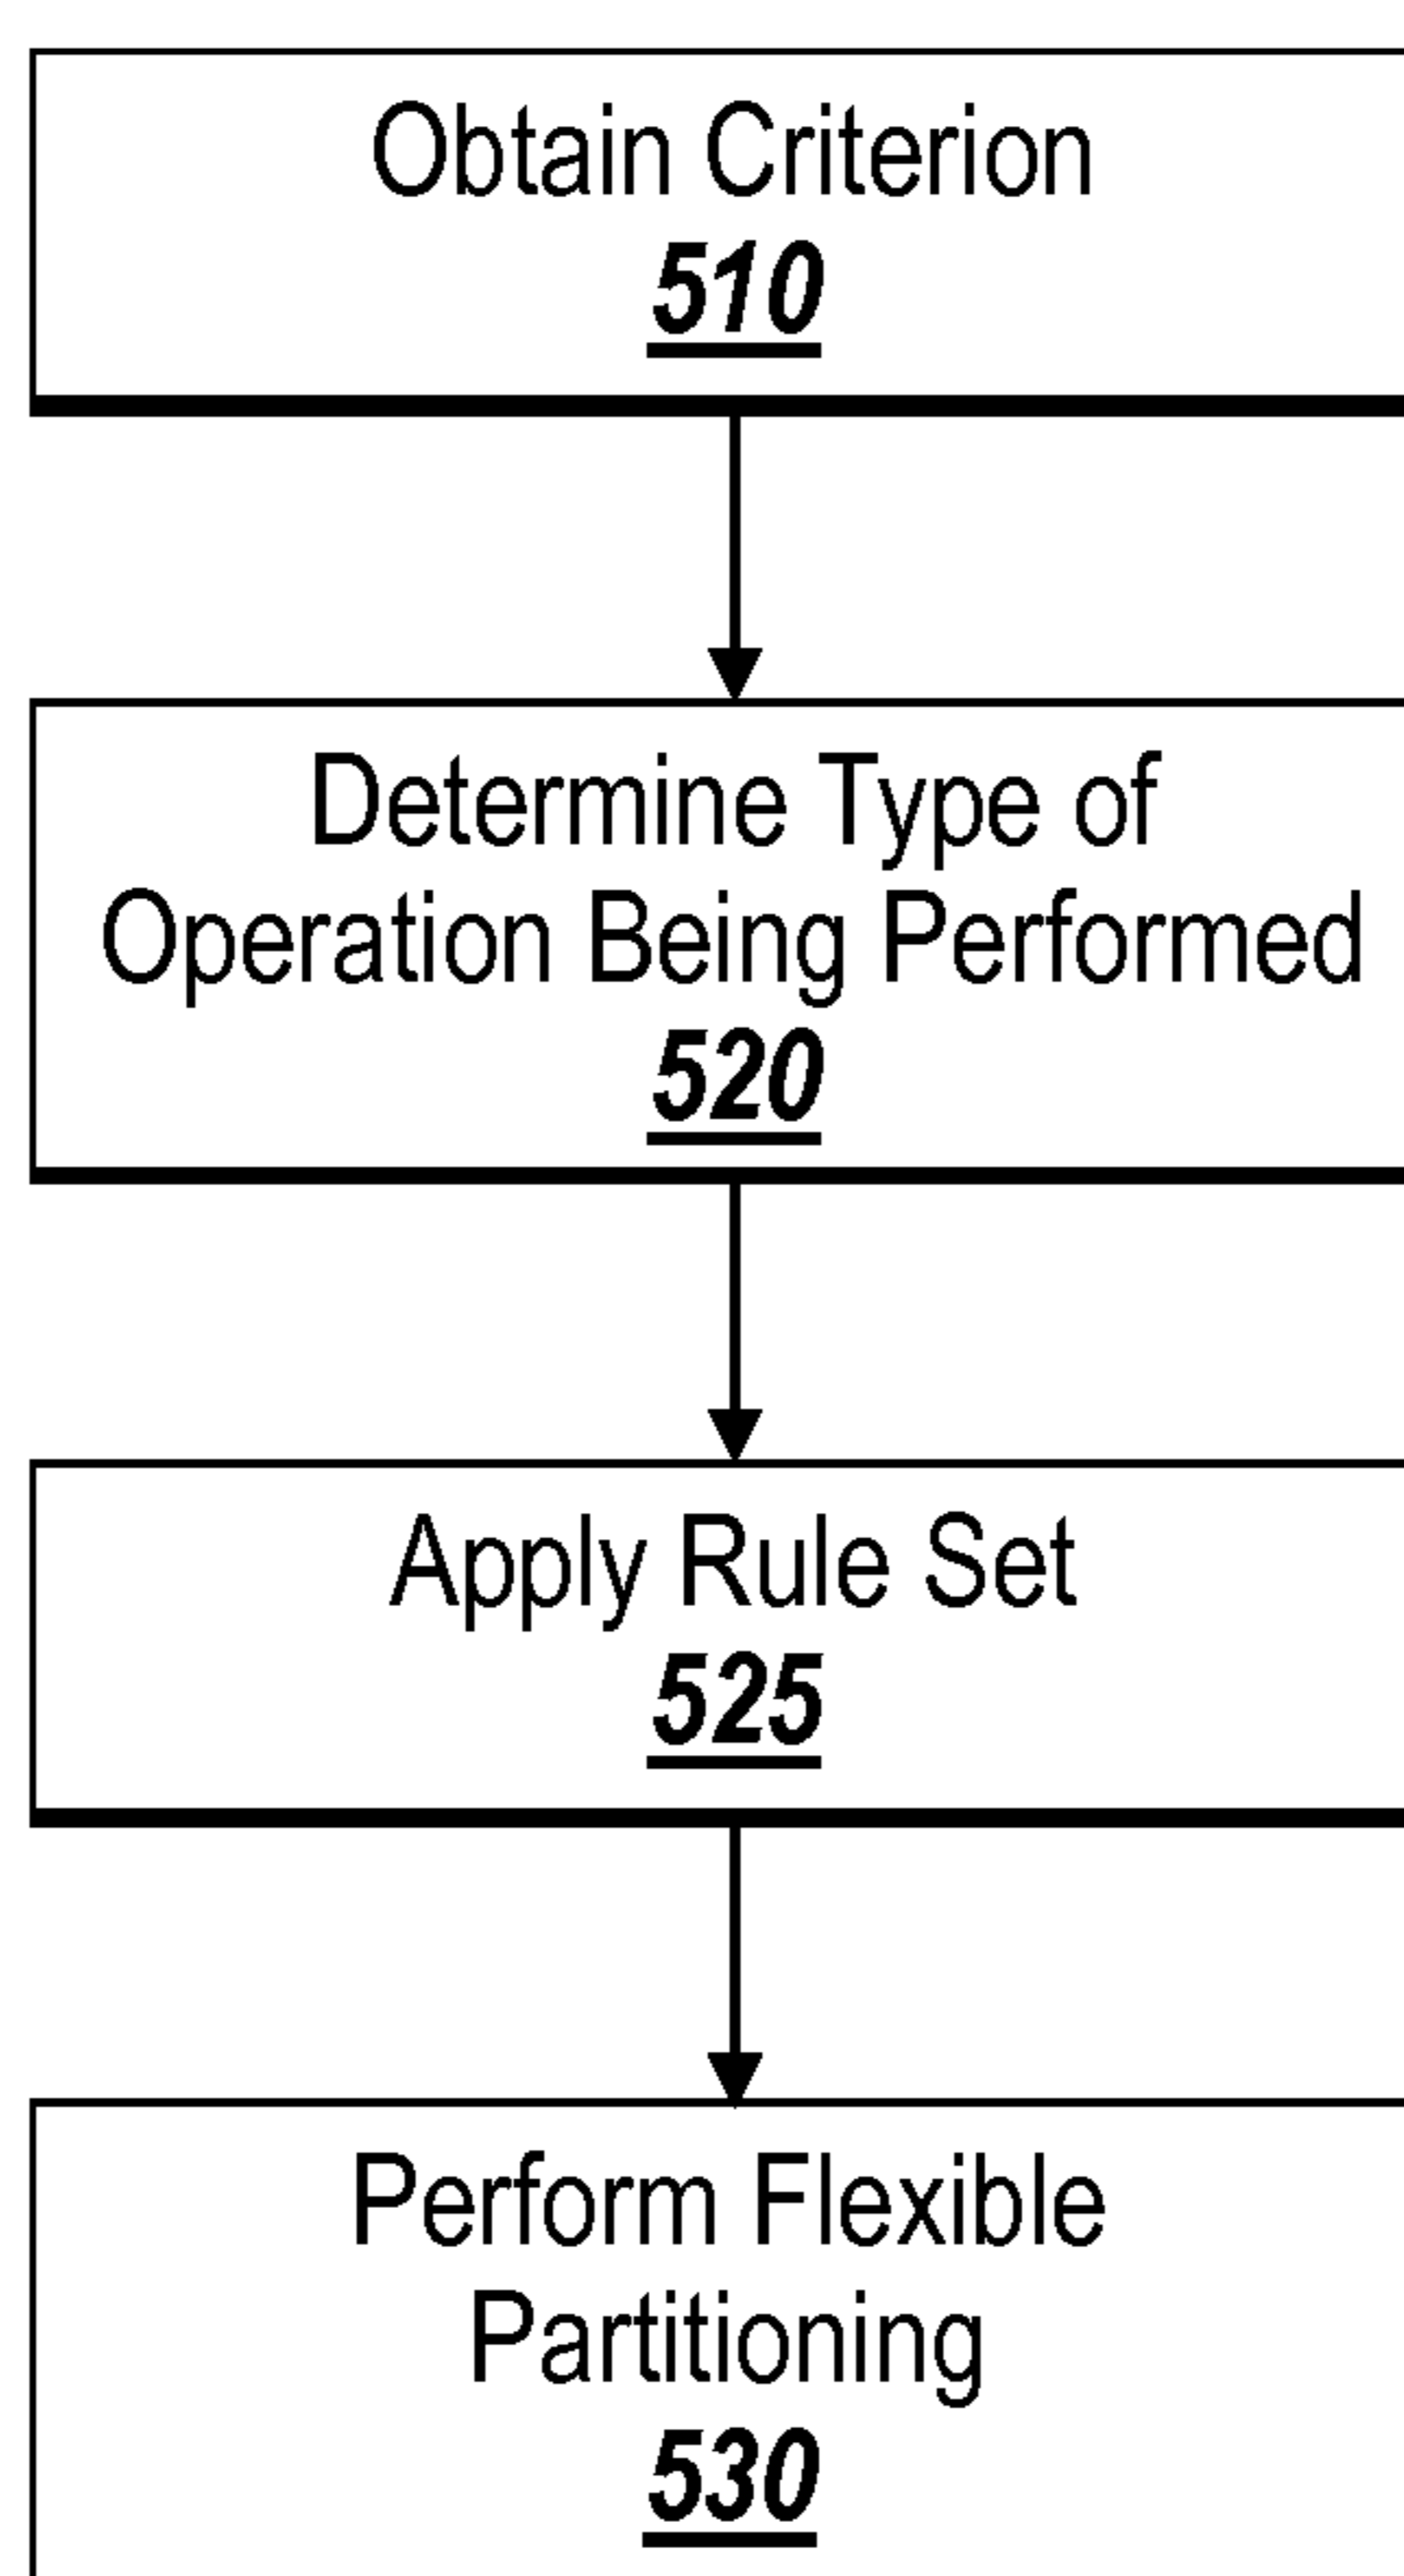 Obtain Criterion
510
Determine Type of
Operation Being Performed
520
Apply Rule Set
525
Perform Flexible
Partitioning
530